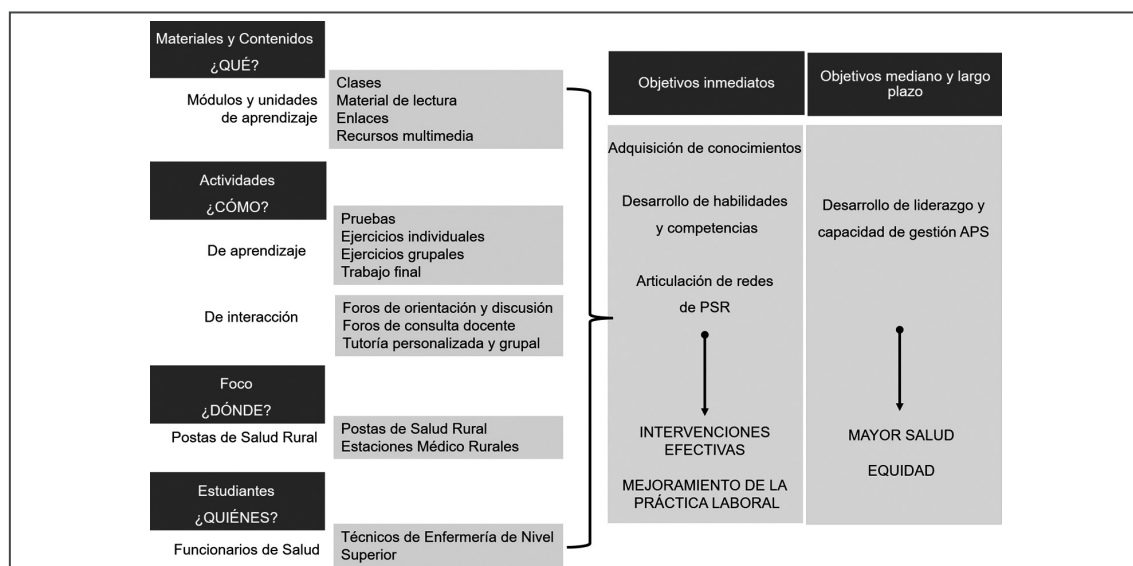 Materiales y Contenidos
¿QUÉ?
Módulos y unidades
de aprendizaje
Clases
Material de lectura
Enlaces
Recursos multimedia
Actividades
¿CÓMO?
De aprendizaje
Pruebas
Ejercicios individuales
Ejercicios grupales
Trabajo final
De interacción
Foros de orientación y discusión
Foros de consulta docente
Tutoría personalizada y grupal
Foco
¿DÓNDE?
Postas de Salud Rural
Postas de Salud Rural
Estaciones Médico Rurales
Estudiantes
¿QUIÉNES?
Funcionarios de Salud
Técnicos de Enfermería de Nivel
Superior
Objetivos inmediatos
Adquisición de conocimientos
Desarrollo de habilidades
y competencias
Articulación de redes
de PSR
INTERVENCIONES
EFECTIVAS
MEJORAMIENTO DE LA
PRÁCTICA LABORAL
Objetivos mediano y largo
plazo
Desarrollo de liderazgo y
capacidad de gestión APS
MAYOR SALUD
EQUIDAD